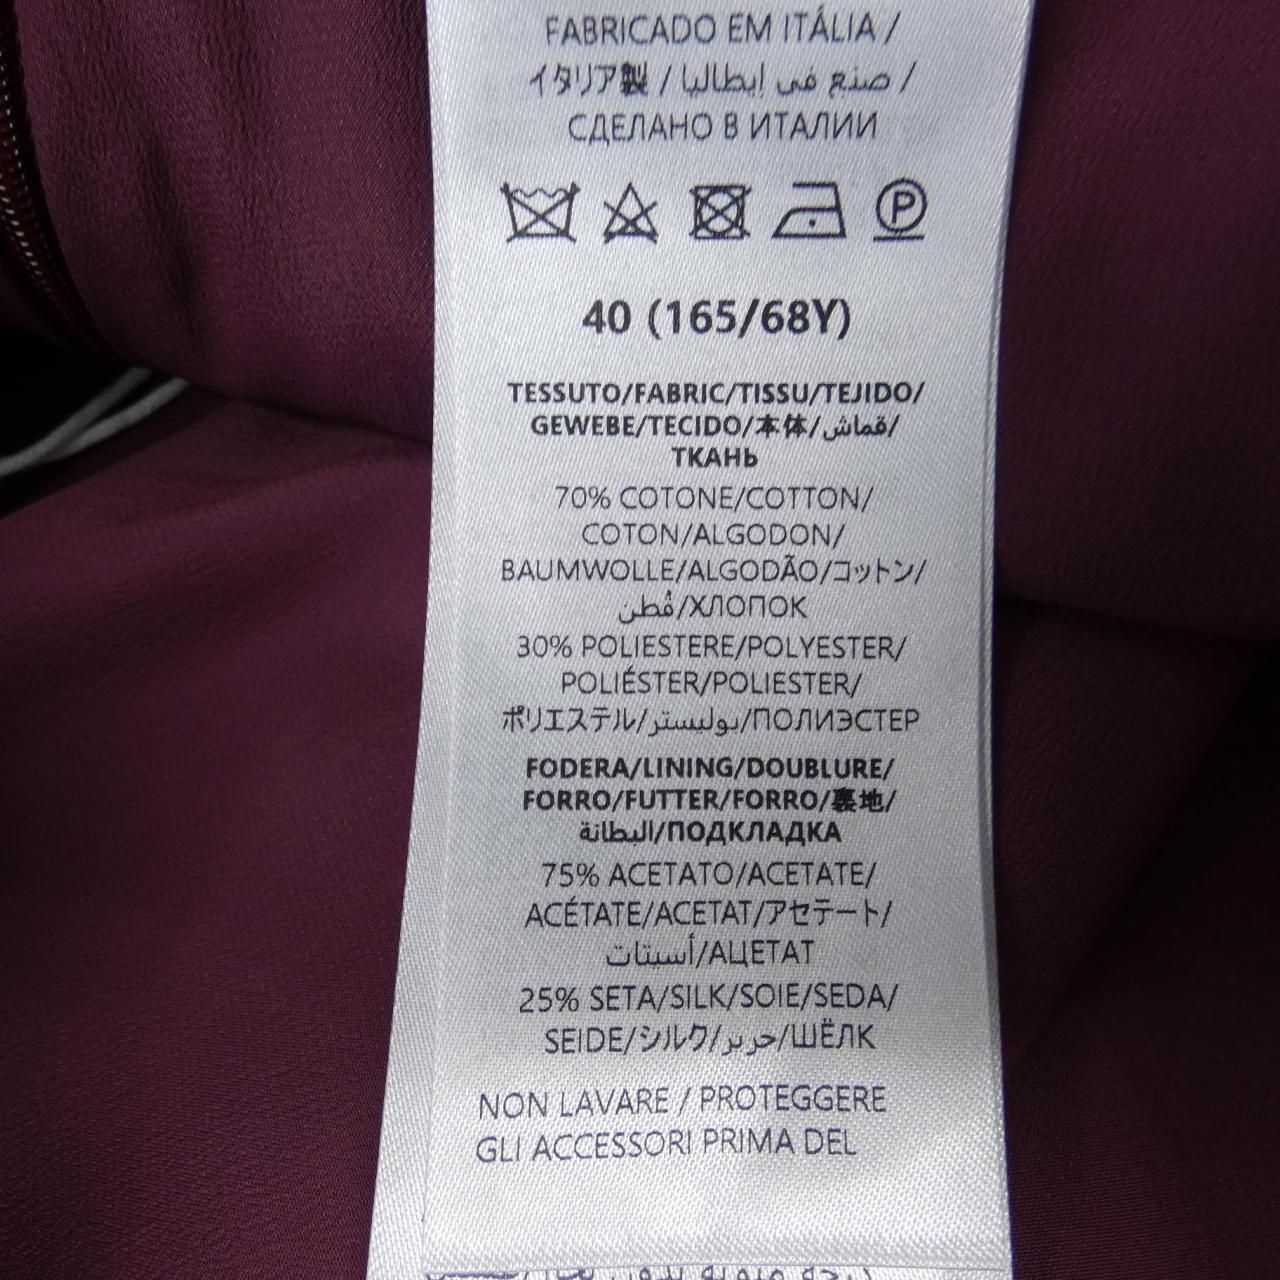 FABRICADO EM ITÁLIA /
イタリア製 / صنع في إيطاليا /
СДЕЛАНО В ИТАЛИИ
P
40 (165/68Y)
TESSUTO/FABRIC/TISSU/TEJIDO/
GEWEBE/TECIDO/本体/قماش/
ТКАНЬ
70% COTONE/COTTON/
COTON/ALGODON/
BAUMWOLLE/ALGODÃO/コットン/
قُطن/ХЛОПОК
30% POLIESTERE/POLYESTER/
POLIÉSTER/POLIESTER/
ポリエステル/بوليستر/ПОЛИЭСТЕР
FODERA/LINING/DOUBLURE/
FORRO/FUTTER/FORRO/裏地/
البطانة/ПОДКЛАДКА
75% ACETATO/ACETATE/
ACÉTATE/ACETAT/アセテート/
أسيتات/АЦЕТАТ
25% SETA/SILK/SOIE/SEDA/
SEIDE/シルク/حرير/ШЁЛК
NON LAVARE / PROTEGGERE
GLI ACCESSORI PRIMA DEL